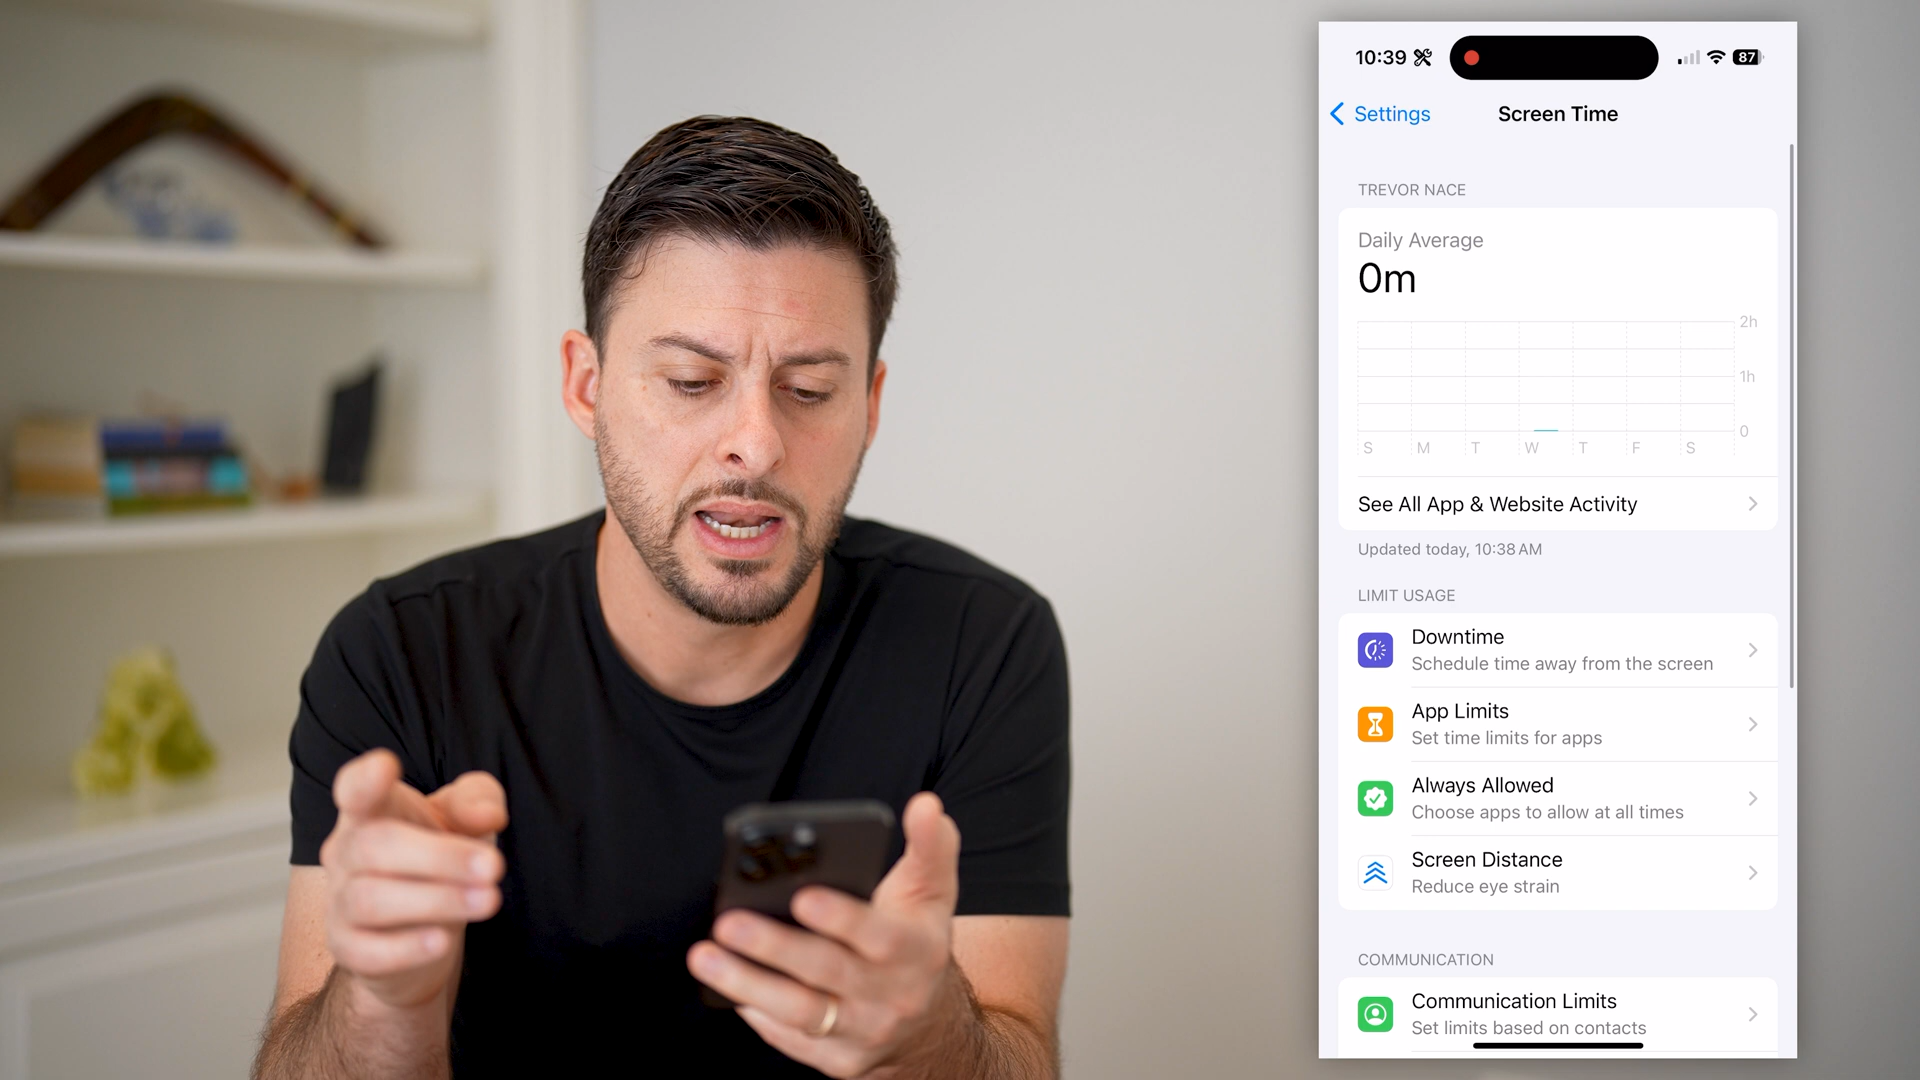 10:39
87
Settings
Screen Time
TREVOR NACE
Daily Average
0m
2h
1h
0
S M T W T F S
See All App & Website Activity
Updated today, 10:38 AM
LIMIT USAGE
Downtime
Schedule time away from the screen
App Limits
Set time limits for apps
Always Allowed
Choose apps to allow at all times
Screen Distance
Reduce eye strain
COMMUNICATION
Communication Limits
Set limits based on contacts